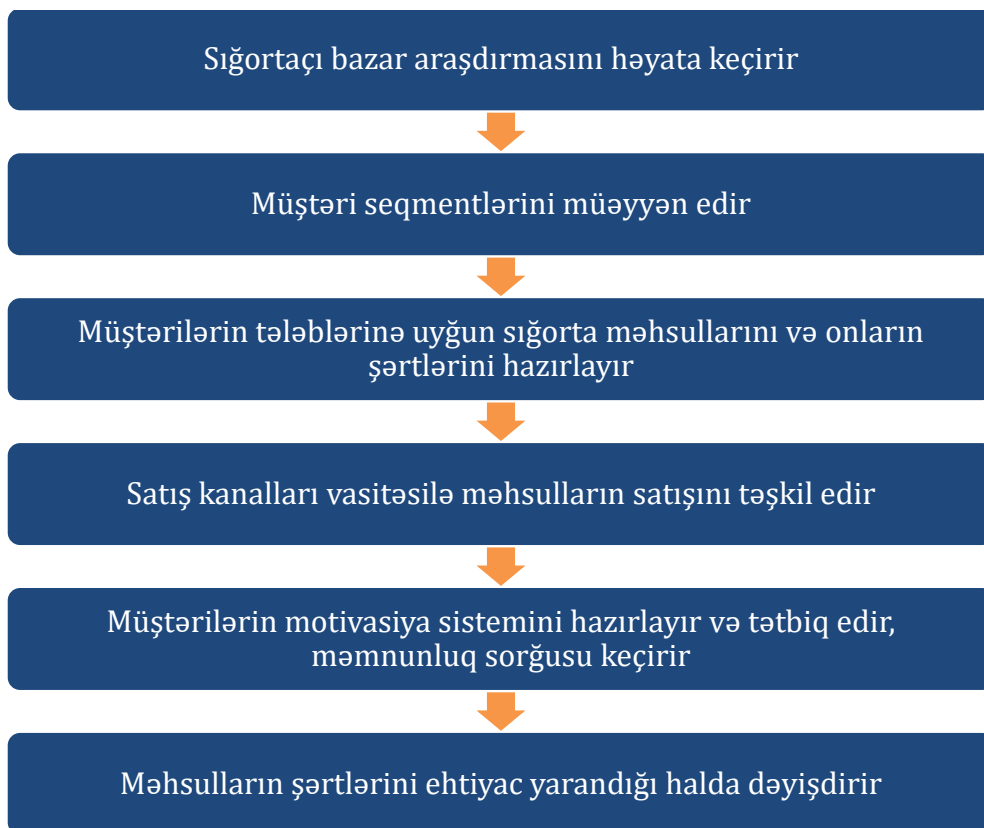 Sığortaçı bazar araşdırmasını həyata keçirir
Müştəri seqmentlərini müəyyən edir
Müştərilərin tələblərinə uyğun sığorta məhsullarını və onların
şərtlərini hazırlayır
Satış kanalları vasitəsilə məhsulların satışını təşkil edir
Müştərilərin motivasiya sistemini hazırlayır və tətbiq edir,
məmnunluq sorğusu keçirir
Məhsulların şərtlərini ehtiyac yarandığı halda dəyişdirir